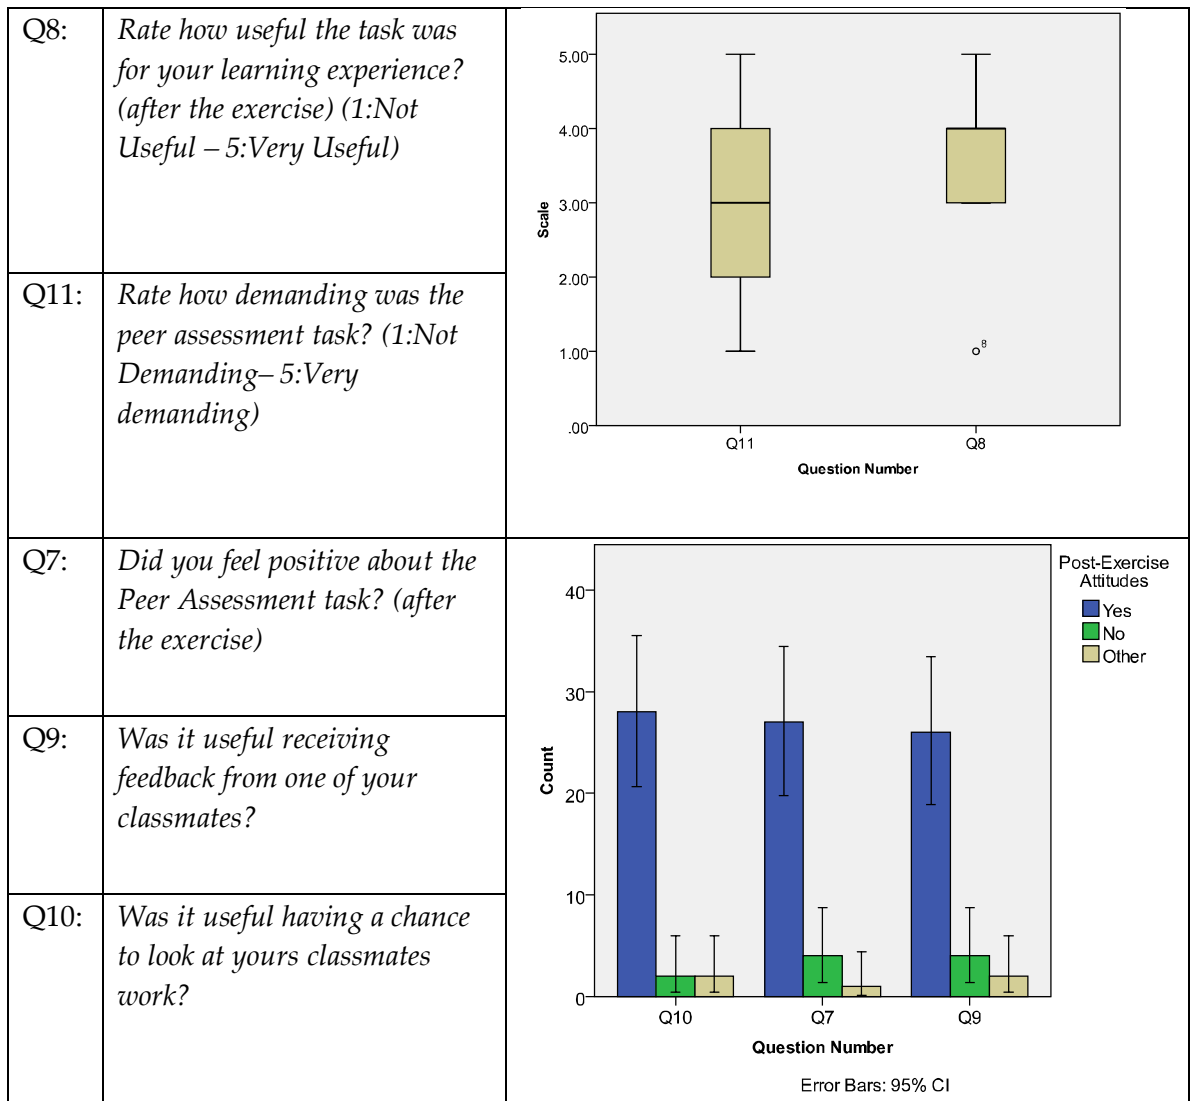 Q8:
Rate how useful the task was
for your learning experience?
(after the exercise) (1:Not
Useful – 5:Very Useful)
Q11:
Rate how demanding was the
peer assessment task? (1:Not
Demanding– 5:Very
demanding)
5.00
4.00
3.00
2.00
1.00
.00
Scale
8
Q11
Q8
Question Number
Q7:
Did you feel positive about the
Peer Assessment task? (after
the exercise)
Q9:
Was it useful receiving
feedback from one of your
classmates?
Q10:
Was it useful having a chance
to look at yours classmates
work?
Post-Exercise
Attitudes
Yes
No
Other
40
30
20
10
0
Count
Q10
Q7
Q9
Question Number
Error Bars: 95% CI